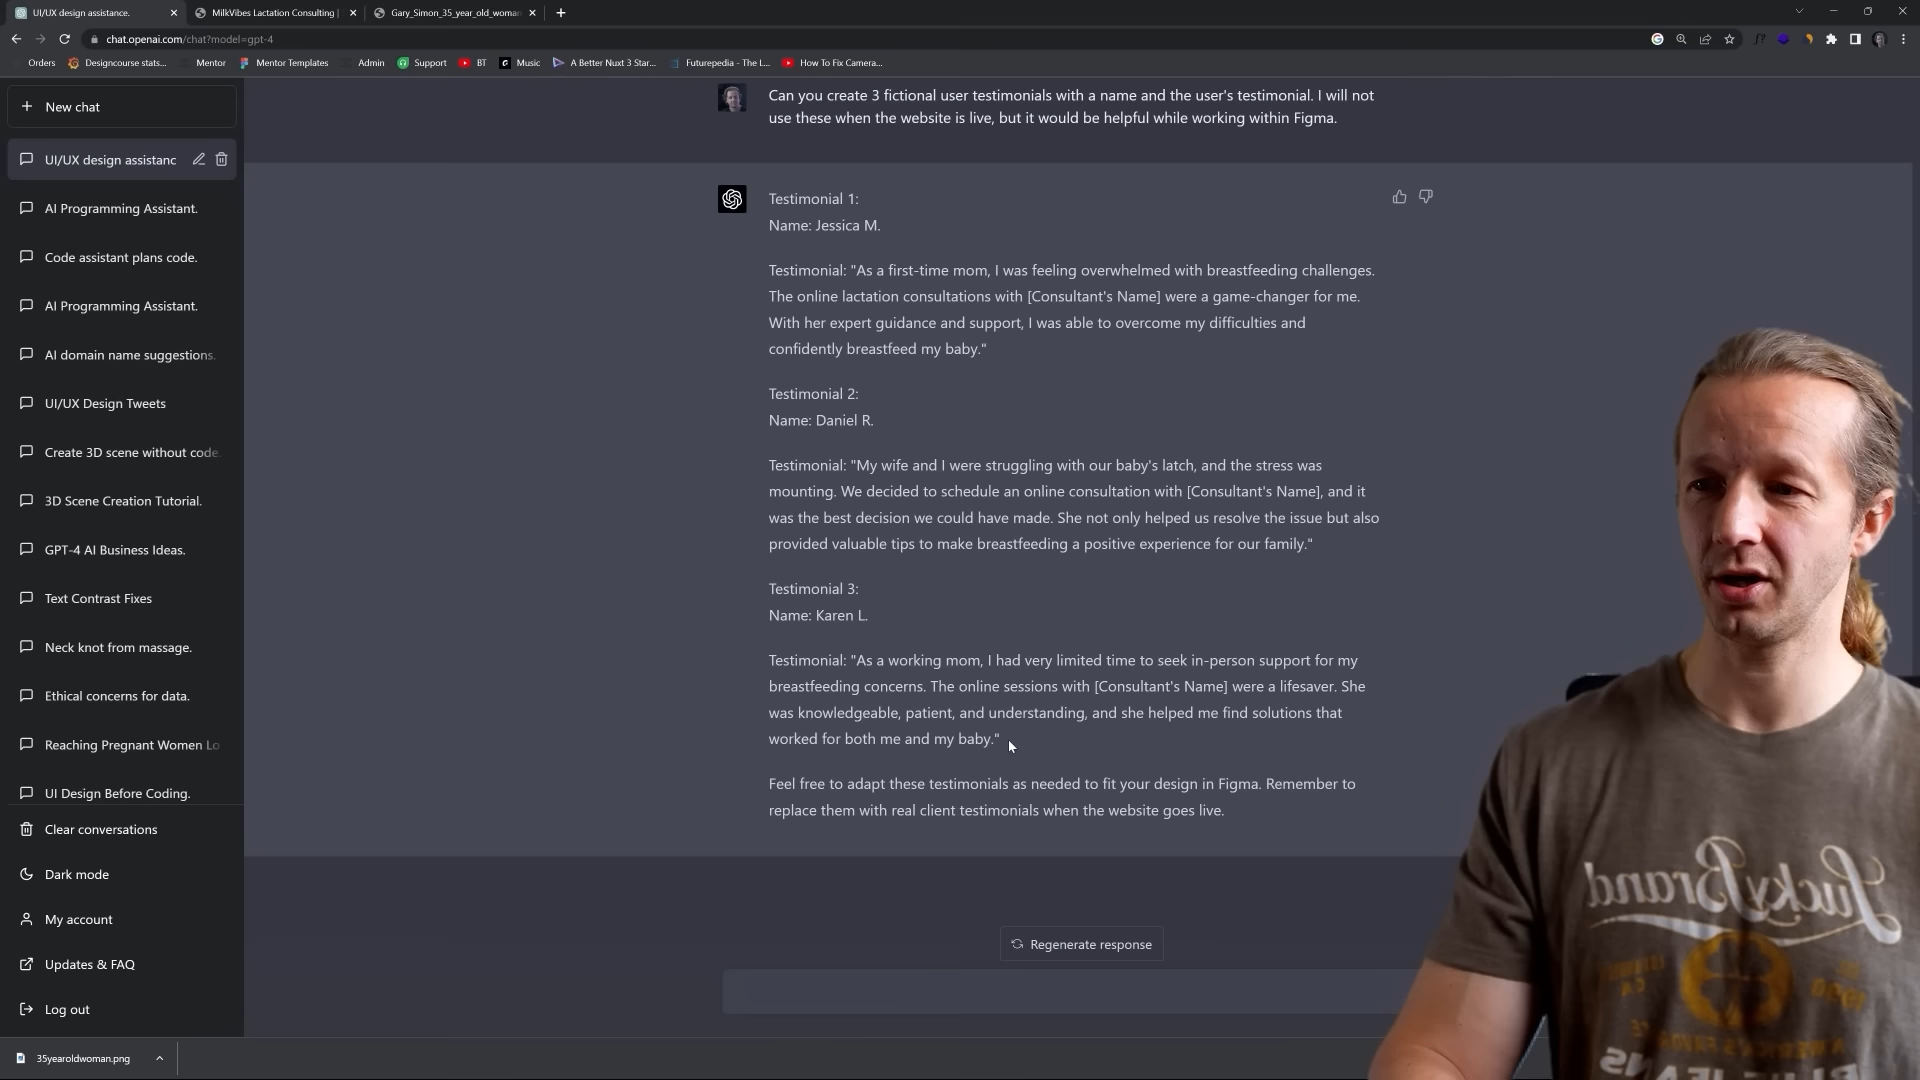 UI/UX design assistance.
MilkVibes Lactation Consulting |
Gary_Simon_35_year_old_woman
chat.openai.com/chat?model=gpt-4
Orders
Designcourse stats...
Mentor
Mentor Templates
Admin
Support
BT
Music
A Better Nuxt 3 Star...
Futurepedia - The L...
How To Fix Camera...
New chat
UI/UX design assistanc
AI Programming Assistant.
Code assistant plans code.
AI Programming Assistant.
AI domain name suggestions.
UI/UX Design Tweets
Create 3D scene without code.
3D Scene Creation Tutorial.
GPT-4 AI Business Ideas.
Text Contrast Fixes
Neck knot from massage.
Ethical concerns for data.
Reaching Pregnant Women Lo
UI Design Before Coding.
Clear conversations
Dark mode
My account
Updates & FAQ
Log out
Can you create 3 fictional user testimonials with a name and the user's testimonial. I will not
use these when the website is live, but it would be helpful while working within Figma.
Testimonial 1:
Name: Jessica M.
Testimonial: "As a first-time mom, I was feeling overwhelmed with breastfeeding challenges.
The online lactation consultations with [Consultant's Name] were a game-changer for me.
With her expert guidance and support, I was able to overcome my difficulties and
confidently breastfeed my baby."
Testimonial 2:
Name: Daniel R.
Testimonial: "My wife and I were struggling with our baby's latch, and the stress was
mounting. We decided to schedule an online consultation with [Consultant's Name], and it
was the best decision we could have made. She not only helped us resolve the issue but also
provided valuable tips to make breastfeeding a positive experience for our family."
Testimonial 3:
Name: Karen L.
Testimonial: "As a working mom, I had very limited time to seek in-person support for my
breastfeeding concerns. The online sessions with [Consultant's Name] were a lifesaver. She
was knowledgeable, patient, and understanding, and she helped me find solutions that
worked for both me and my baby."
Feel free to adapt these testimonials as needed to fit your design in Figma. Remember to
replace them with real client testimonials when the website goes live.
Regenerate response
35yearoldwoman.png
Lucky Brand